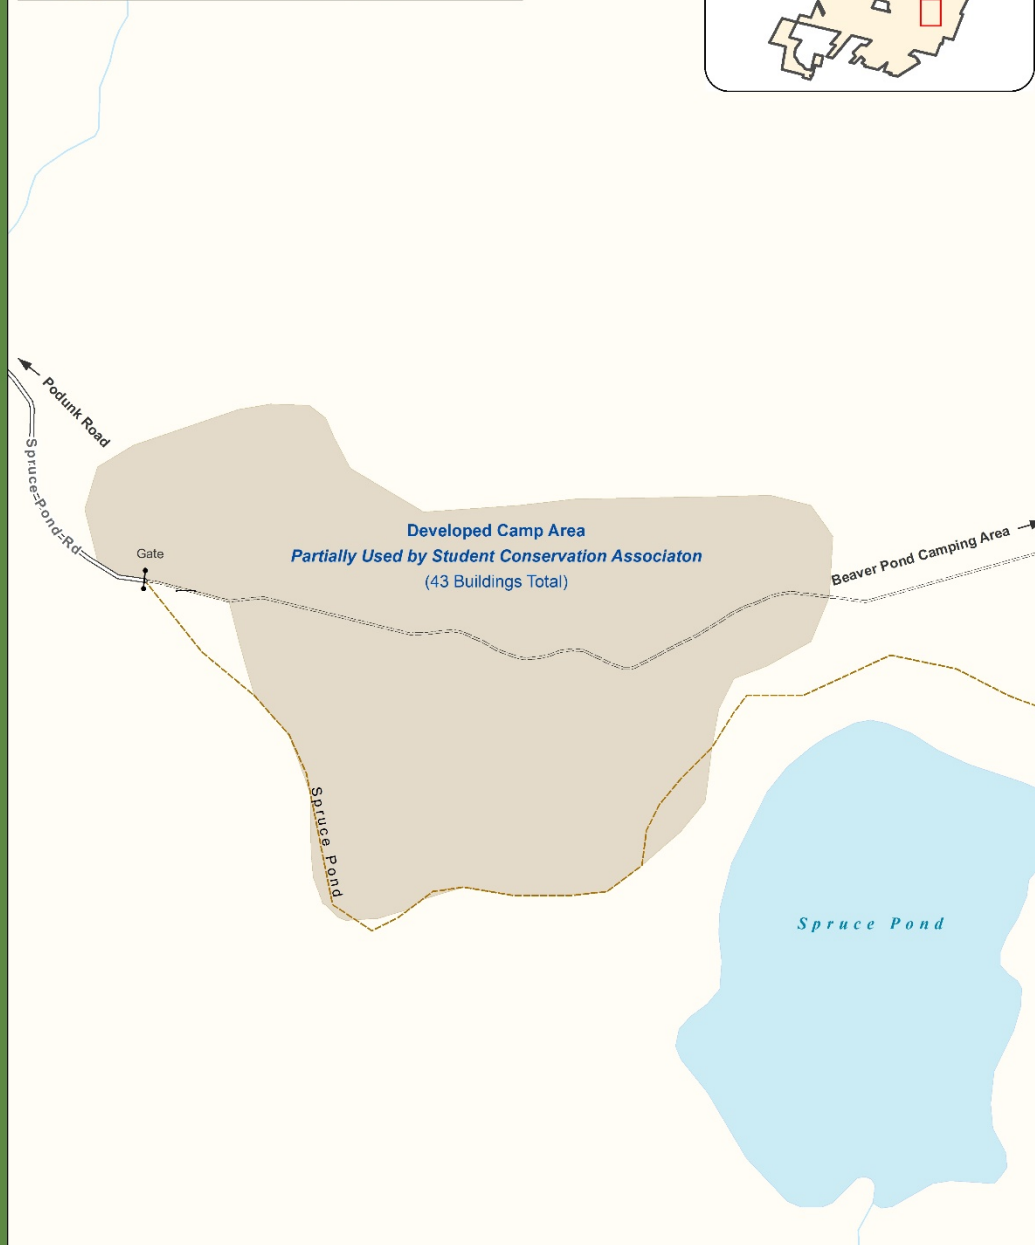 Podunk Road
Spruce Pond Rd
Gate
Developed Camp Area
Partially Used by Student Conservation Associaton
(43 Buildings Total)
Beaver Pond Camping Area
Spruce Pond
Spruce Pond